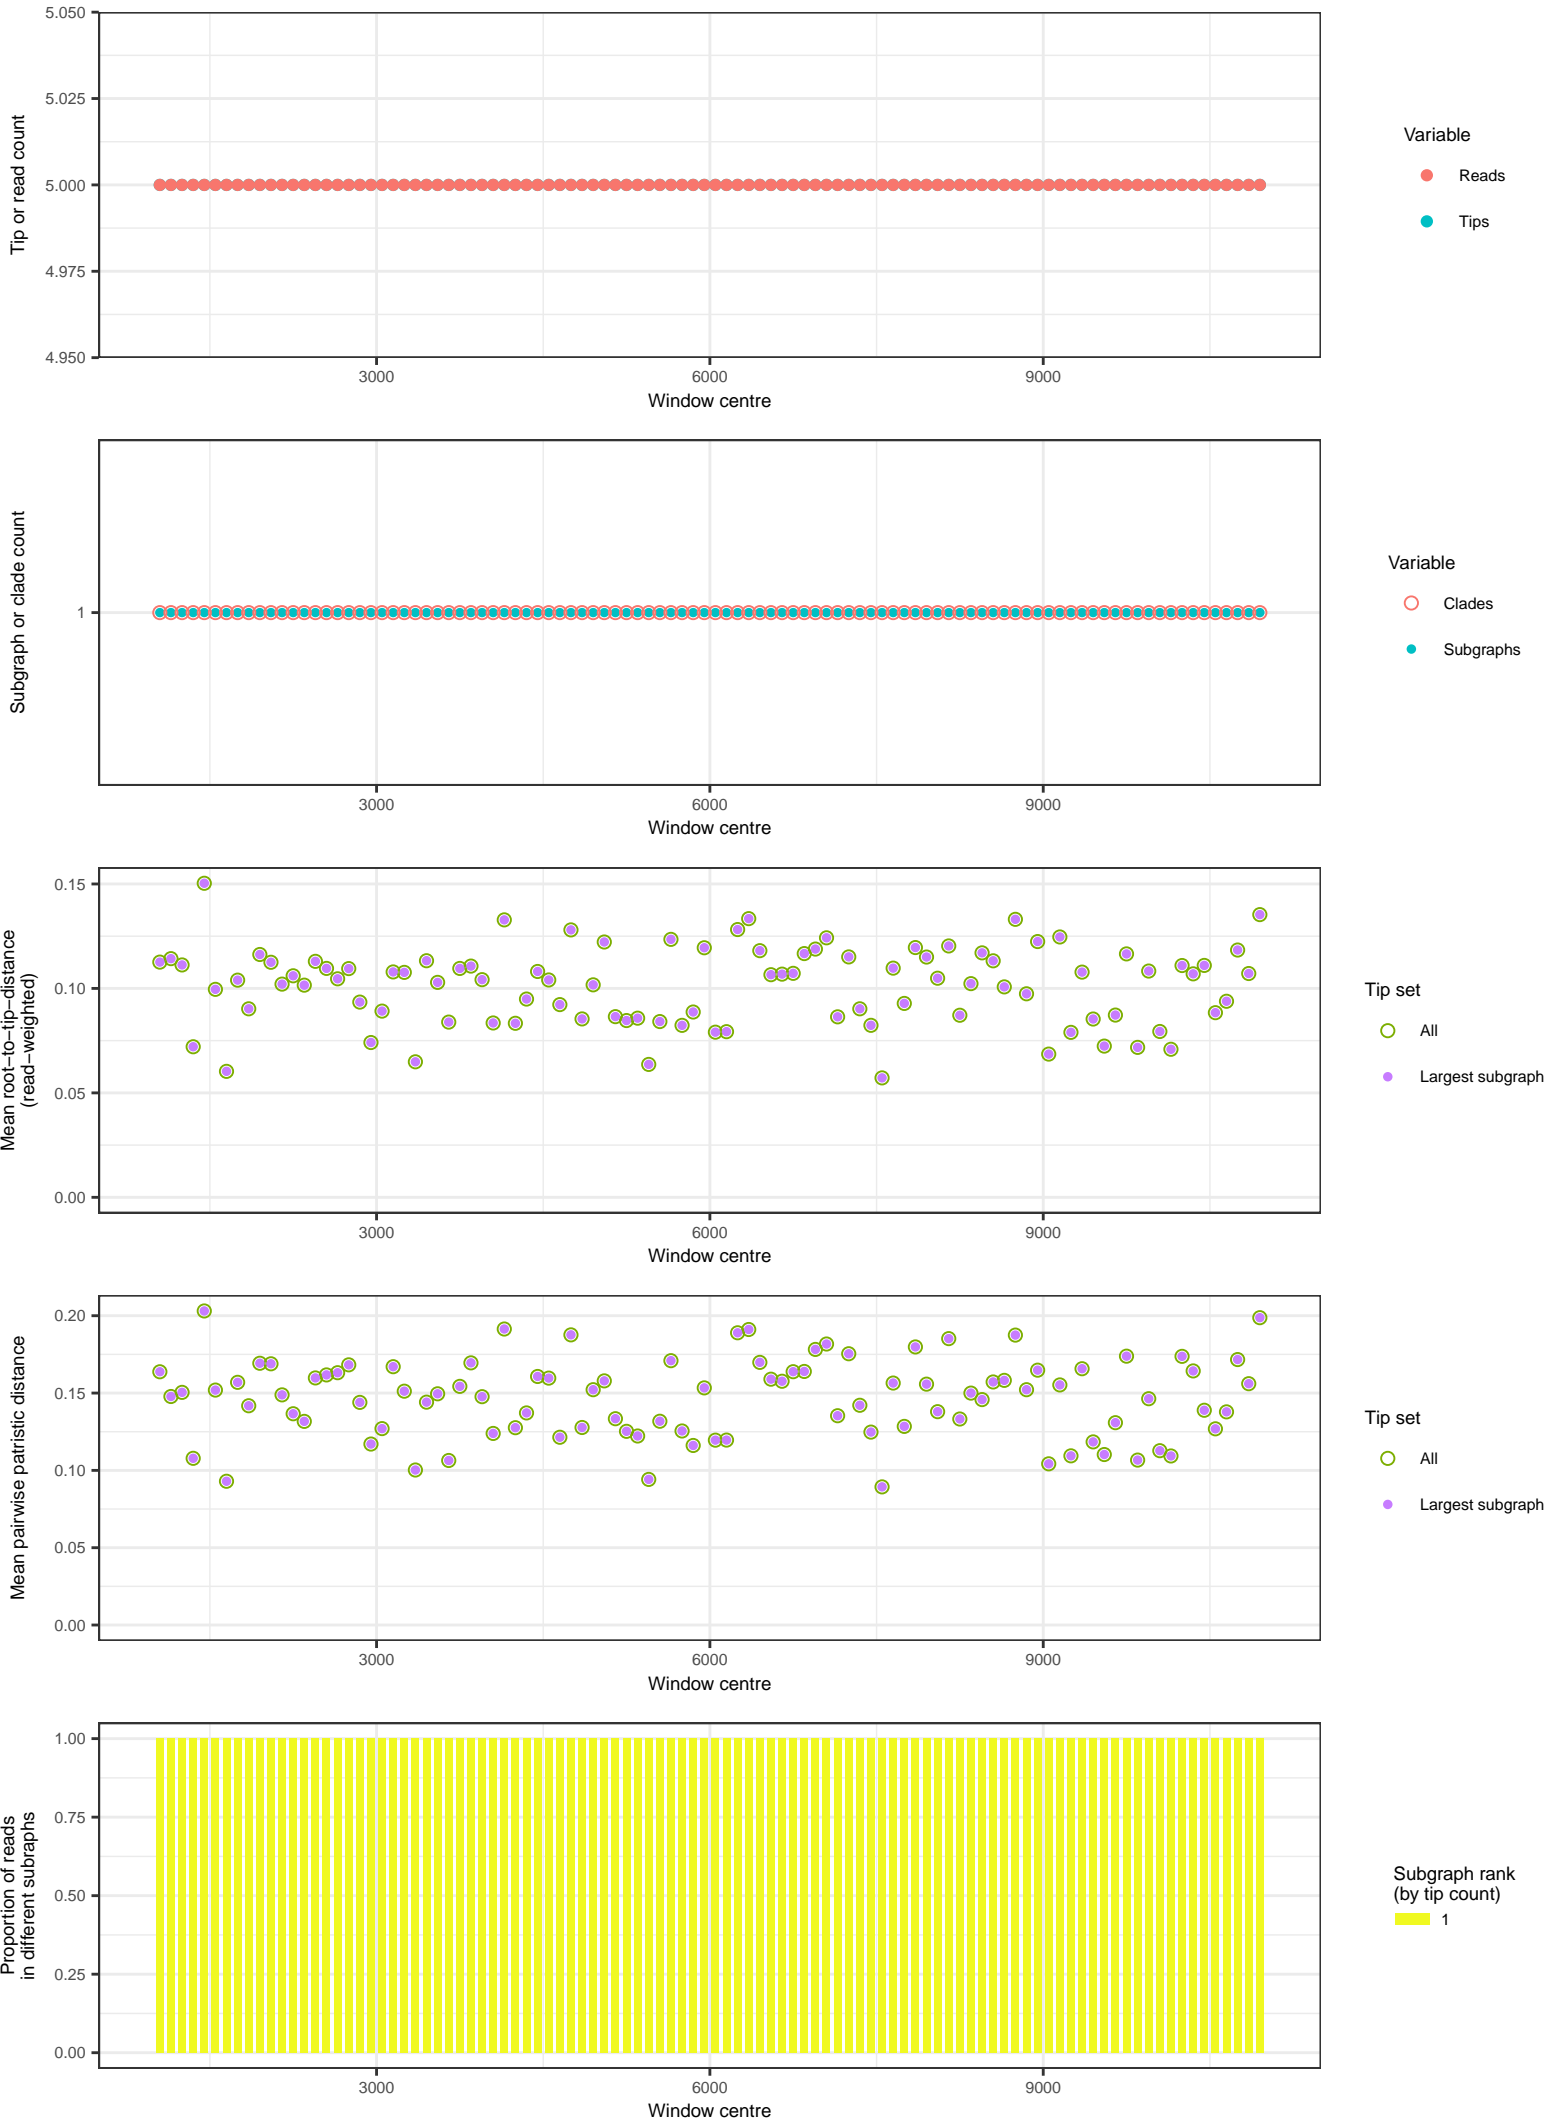 5.050
5.025
5.000
4.975
4.950
Tip or read count
3000
6000
9000
Window centre
Variable
Reads
Tips
1
Subgraph or clade count
3000
6000
9000
Window centre
Variable
Clades
Subgraphs
0.15
0.10
0.05
0.00
Mean root−to−tip−distance
(read−weighted)
3000
6000
9000
Window centre
Tip set
All
Largest subgraph
0.20
0.15
0.10
0.05
0.00
Mean pairwise patristic distance
3000
6000
9000
Window centre
Tip set
All
Largest subgraph
1.00
0.75
0.50
0.25
0.00
Proportion of reads
in different subraphs
3000
6000
9000
Window centre
Subgraph rank
(by tip count)
1